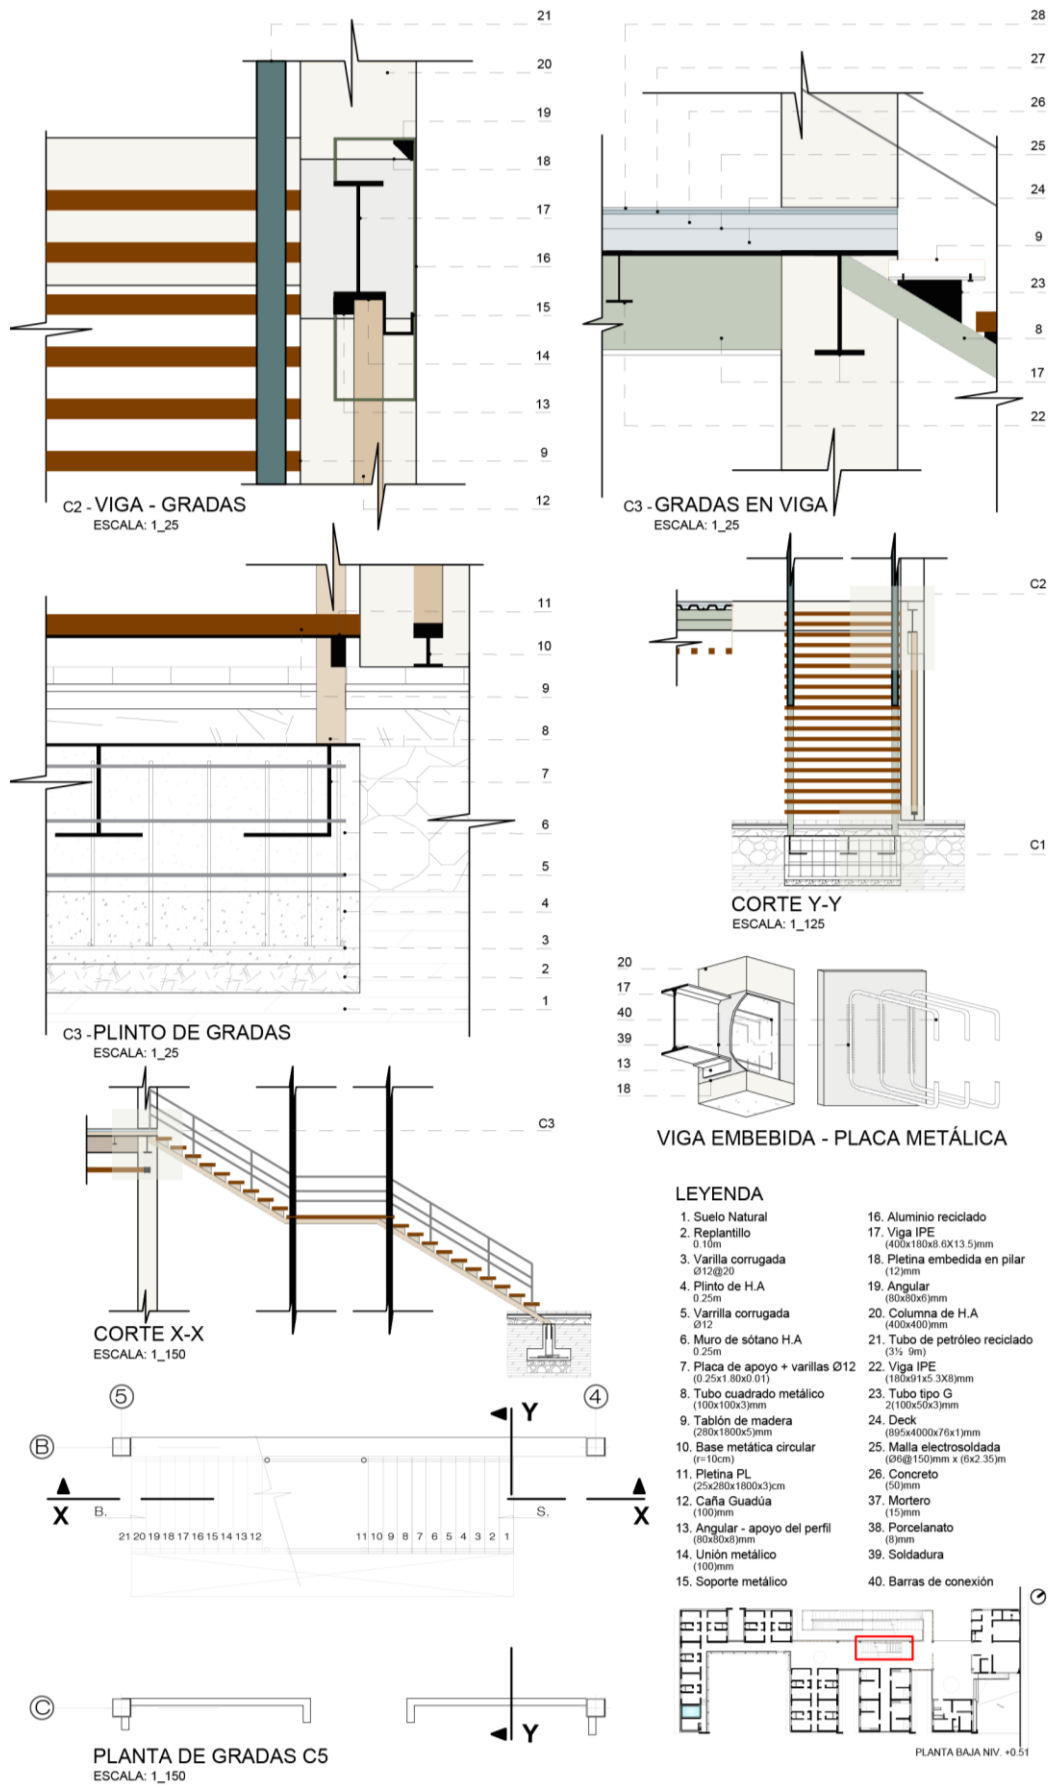 21
20
19
18
17
16
15
14
13
9
12
C2 - VIGA - GRADAS
ESCALA: 1_25
28
27
26
25
24
9
23
8
17
22
C3 - GRADAS EN VIGA
ESCALA: 1_25
11
10
9
8
7
6
5
4
3
2
1
C3 - PLINTO DE GRADAS
ESCALA: 1_25
C2
C1
CORTE Y-Y
ESCALA: 1_125
20
17
40
39
13
18
VIGA EMBEBIDA - PLACA METÁLICA
C3
CORTE X-X
ESCALA: 1_150
LEYENDA
1. Suelo Natural
2. Replantillo
0.10m
3. Varilla corrugada
Ø12@20
4. Plinto de H.A
0.25m
5. Varrilla corrugada
Ø12
6. Muro de sótano H.A
0.25m
7. Placa de apoyo + varillas Ø12
(0.25x1.80x0.01)
8. Tubo cuadrado metálico
(100x100x3)mm
9. Tablón de madera
(280x1800x5)mm
10. Base metática circular
(r=10cm)
11. Pletina PL
(25x280x1800x3)cm
12. Caña Guadúa
(100)mm
13. Angular - apoyo del perfil
(80x80x8)mm
14. Unión metálico
(100)mm
15. Soporte metálico
16. Aluminio reciclado
17. Viga IPE
(400x180x8.6X13.5)mm
18. Pletina embedida en pilar
(12)mm
19. Angular
(80x80x6)mm
20. Columna de H.A
(400x400)mm
21. Tubo de petróleo reciclado
(3½ 9m)
22. Viga IPE
(180x91x5.3X8)mm
23. Tubo tipo G
2(100x50x3)mm
24. Deck
(895x4000x76x1)mm
25. Malla electrosoldada
(Ø6@150)mm x (6x2.35)m
26. Concreto
(50)mm
37. Mortero
(15)mm
38. Porcelanato
(8)mm
39. Soldadura
40. Barras de conexión
5
4
Y
B
X
B.
S.
X
21 20 19 18 17 16 15 14 13 12
11 10 9 8 7 6 5 4 3 2 1
C
Y
PLANTA DE GRADAS C5
ESCALA: 1_150
PLANTA BAJA NIV. +0.51